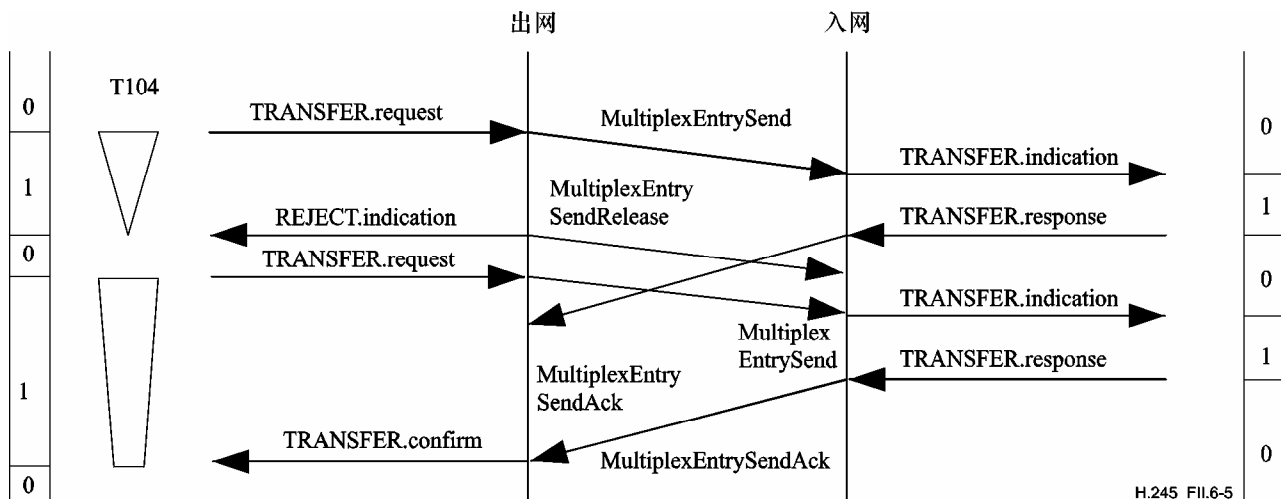 出网
入网
T104
0
TRANSFER.request
MultiplexEntrySend
0
TRANSFER.indication
1
MultiplexEntry
SendRelease
REJECT.indication
TRANSFER.response
1
0
TRANSFER.request
0
TRANSFER.indication
Multiplex
EntrySend
TRANSFER.response
1
1
MultiplexEntry
SendAck
TRANSFER.confirm
MultiplexEntrySendAck
0
0
H.245_FII.6-5